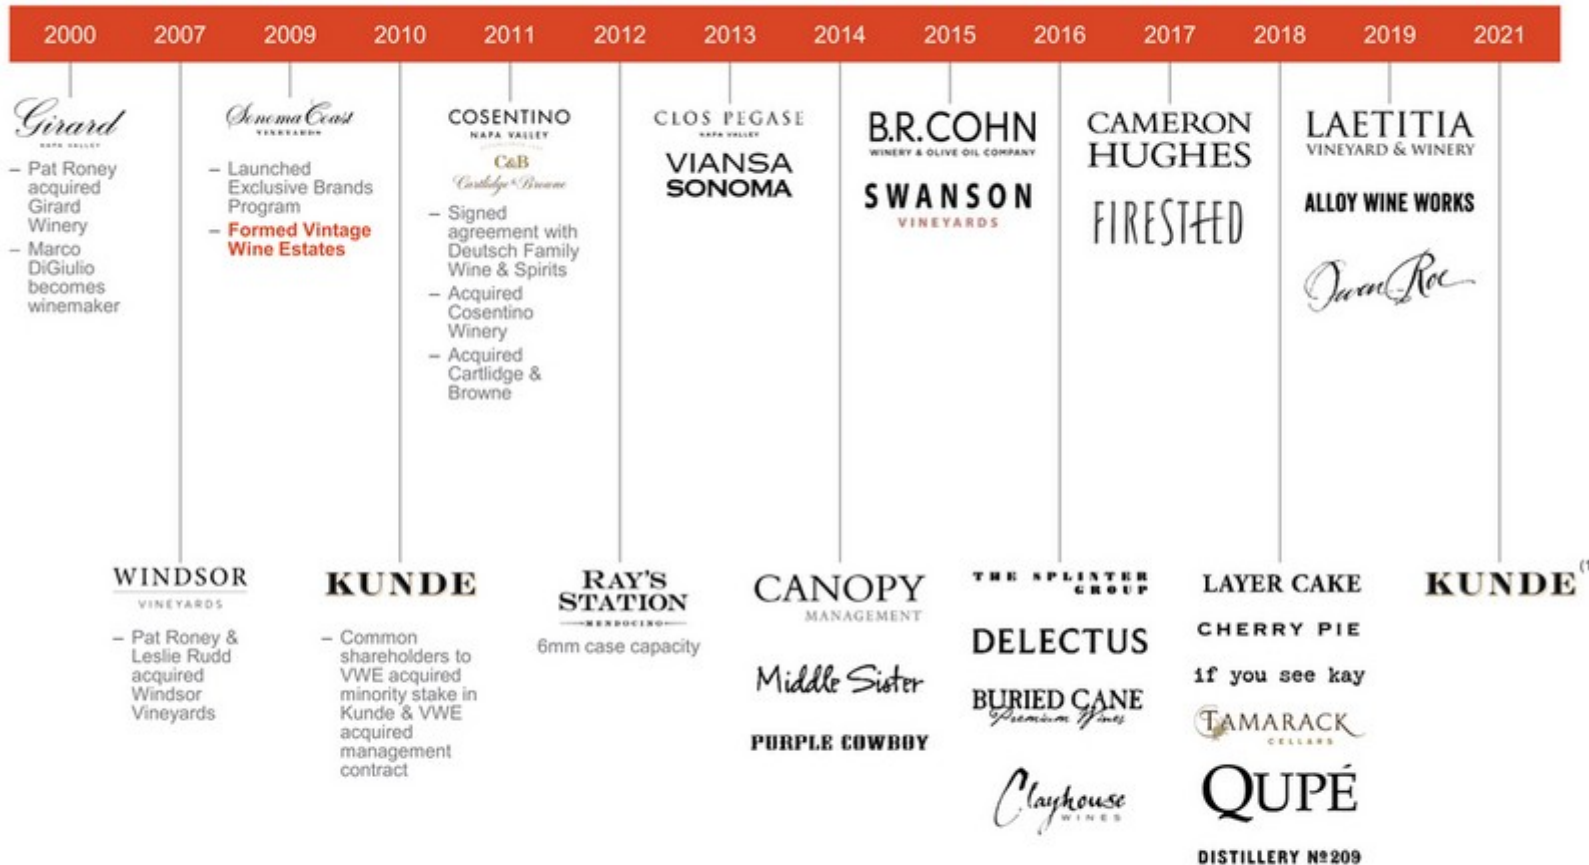 2000 2007 2009 2010 2011 2012 2013 2014 2015 2016 2017 2018 2019 2021
Girard
NAPA VALLEY
– Pat Roney
acquired
Girard
Winery
– Marco
DiGiulio
becomes
winemaker
Sonoma Coast
VINEYARDS
– Launched
Exclusive Brands
Program
– Formed Vintage
Wine Estates
COSENTINO
NAPA VALLEY
C&B
Cartlidge & Browne
– Signed
agreement with
Deutsch Family
Wine & Spirits
– Acquired
Cosentino
Winery
– Acquired
Cartlidge &
Browne
CLOS PEGASE
NAPA VALLEY
VIANSA
SONOMA
B.R.COHN
WINERY & OLIVE OIL COMPANY
SWANSON
VINEYARDS
CAMERON
HUGHES
FIRESTEED
LAETITIA
VINEYARD & WINERY
ALLOY WINE WORKS
Owen Roe
WINDSOR
VINEYARDS
– Pat Roney &
Leslie Rudd
acquired
Windsor
Vineyards
KUNDE
– Common
shareholders to
VWE acquired
minority stake in
Kunde & VWE
acquired
management
contract
RAY'S
STATION
MENDOCINO
6mm case capacity
CANOPY
MANAGEMENT
Middle Sister
PURPLE COWBOY
THE SPLINTER
GROUP
DELECTUS
BURIED CANE
Premium Wines
Clayhouse
WINES
LAYER CAKE
CHERRY PIE
if you see kay
TAMARACK
CELLARS
QUPÉ
DISTILLERY Nº209
KUNDE (1